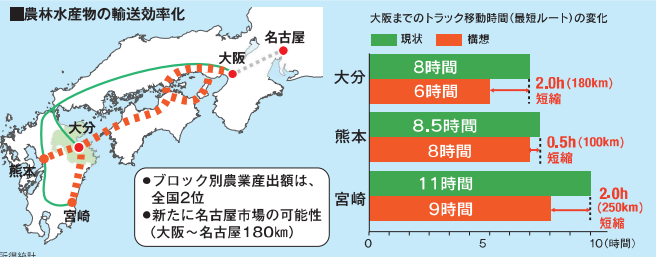 ■農林水産物の輸送効率化
名古屋
大阪
大分
熊本
宮崎
●ブロック別農業産出額は、
全国2位
●新たに名古屋市場の可能性
(大阪～名古屋180km)
大阪までのトラック移動時間(最短ルート)の変化
現状 構想
大分
8時間
6時間
2.0h(180km)
短縮
熊本
8.5時間
8時間
0.5h(100km)
短縮
宮崎
11時間
9時間
2.0h
(250km)
短縮
0 5 10(時間)